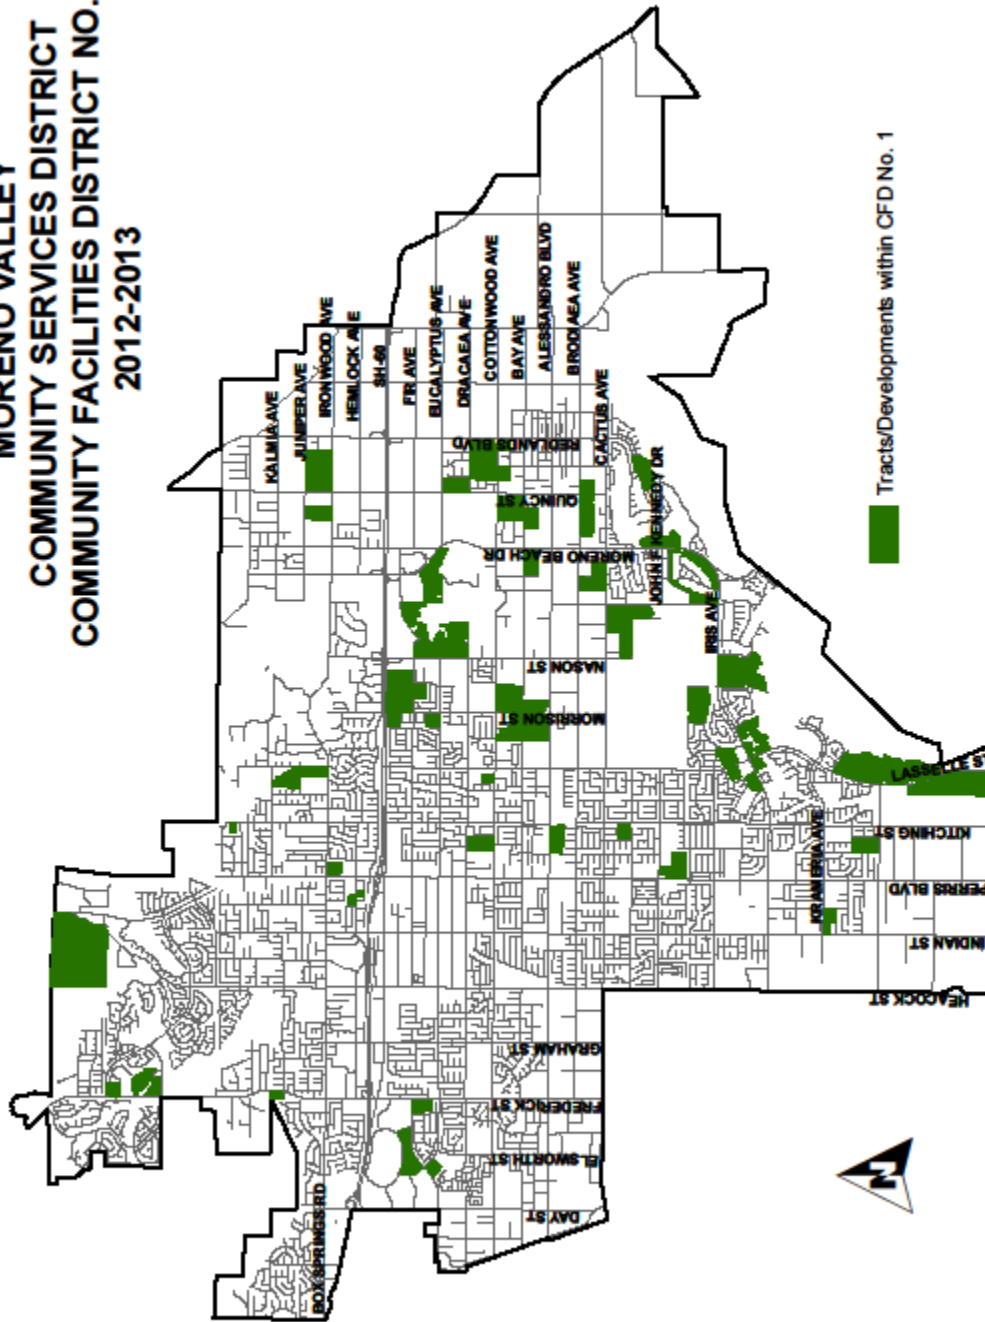 MORENO VALLEY
COMMUNITY SERVICES DISTRICT
COMMUNITY FACILITIES DISTRICT NO.
2012-2013
KALMIA AVE
JUNIPER AVE
IRONWOOD AVE
HEMLOCK AVE
SH-60
FIR AVE
EUCALYPTUS AVE
DRACAEA AVE
COTTONWOOD AVE
BAY AVE
ALESSANDRO BLVD
BRODIAEA AVE
CACTUS AVE
REDLANDS BLVD
QUINCY ST
MORENO BEACH DR
JOHN F KENNEDY DR
IRIS AVE
NASON ST
MORRISON ST
LASSELLE ST
KITCHING ST
KRAMERIA AVE
PERRIS BLVD
INDIAN ST
HEACOCK ST
GRAHAM ST
FREDERICK ST
ELSWORTH ST
DAY ST
BOX SPRINGS RD
Tracts/Developments within CFD No. 1
N